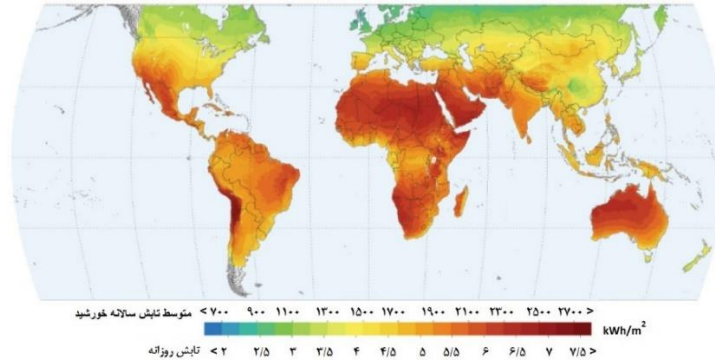 متوسط تابش سالانه خورشید < ۷۰۰ ۹۰۰ ۱۱۰۰ ۱۳۰۰ ۱۵۰۰ ۱۷۰۰ ۱۹۰۰ ۲۱۰۰ ۲۳۰۰ ۲۵۰۰ ۲۷۰۰ >
kWh/m²
تابش روزانه < ۲ ۲/۵ ۳ ۳/۵ ۴ ۴/۵ ۵ ۵/۵ ۶ ۶/۵ ۷ ۷/۵ >